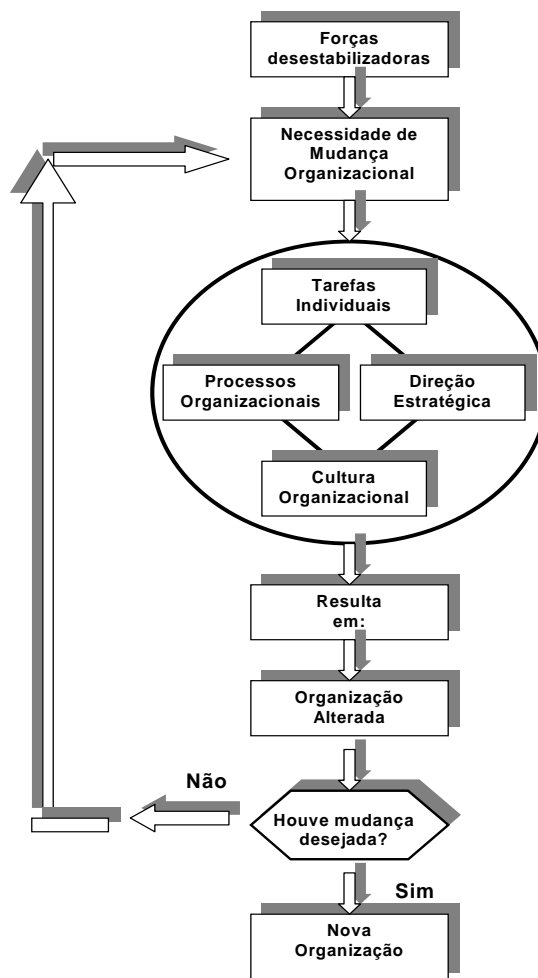 Forças
desestabilizadoras
Necessidade de
Mudança
Organizacional
Tarefas
Individuais
Processos
Organizacionais
Direção
Estratégica
Cultura
Organizacional
Resulta
em:
Organização
Alterada
Não
Houve mudança
desejada?
Sim
Nova
Organização